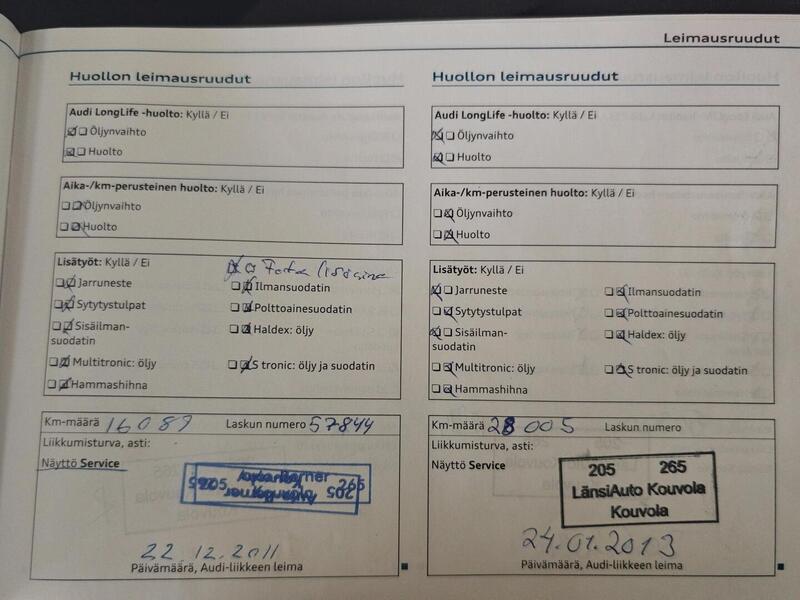 Leimausruudut
Huollon leimausruudut
Audi LongLife -huolto: Kyllä / Ei
Öljynvaihto
Huolto
Aika-/km-perusteinen huolto: Kyllä / Ei
Öljynvaihto
Huolto
Lisätyöt: Kyllä / Ei
Jarruneste
Ilmansuodatin
Sytytystulpat
Polttoainesuodatin
Sisäilman-
suodatin
Haldex: öljy
Multitronic: öljy
S tronic: öljy ja suodatin
Hammashihna
Km-määrä 16089 Laskun numero 57844
Liikkumisturva, asti:
Näyttö Service
265
205
22.12.2011
Päivämäärä, Audi-liikkeen leima
Huollon leimausruudut
Audi LongLife -huolto: Kyllä / Ei
Öljynvaihto
Huolto
Aika-/km-perusteinen huolto: Kyllä / Ei
Öljynvaihto
Huolto
Lisätyöt: Kyllä / Ei
Jarruneste
Ilmansuodatin
Sytytystulpat
Polttoainesuodatin
Sisäilman-
suodatin
Haldex: öljy
Multitronic: öljy
S tronic: öljy ja suodatin
Hammashihna
Km-määrä 28005 Laskun numero
Liikkumisturva, asti:
Näyttö Service
205 265
LänsiAuto Kouvola
Kouvola
24.01.2013
Päivämäärä, Audi-liikkeen leima